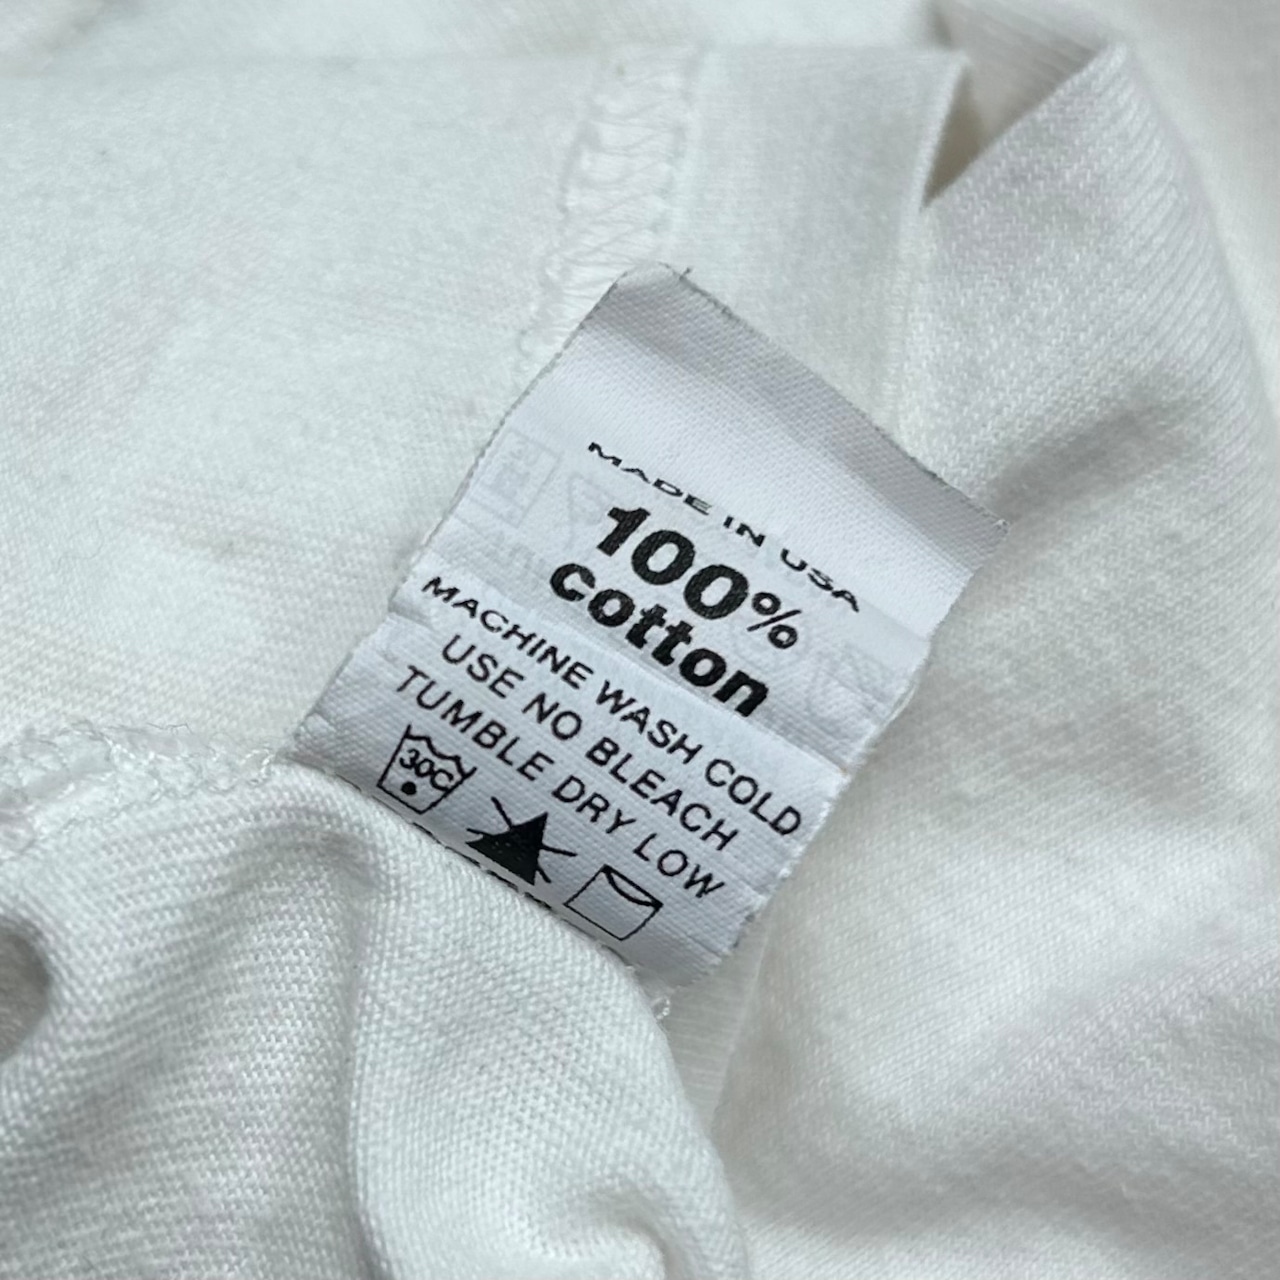 MADE IN USA
100%
cotton
MACHINE WASH COLD
USE NO BLEACH
TUMBLE DRY LOW
30C